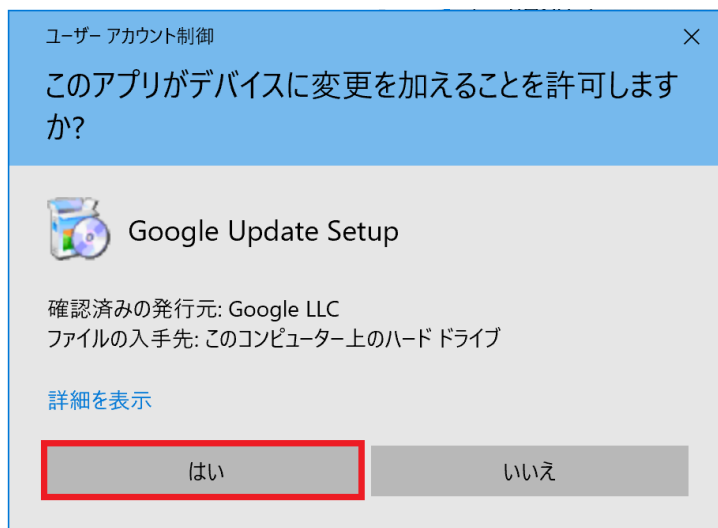 ユーザー アカウント制御
このアプリがデバイスに変更を加えることを許可します
か?
Google Update Setup
確認済みの発行元: Google LLC
ファイルの入手先: このコンピューター上のハード ドライブ
詳細を表示
はい
いいえ